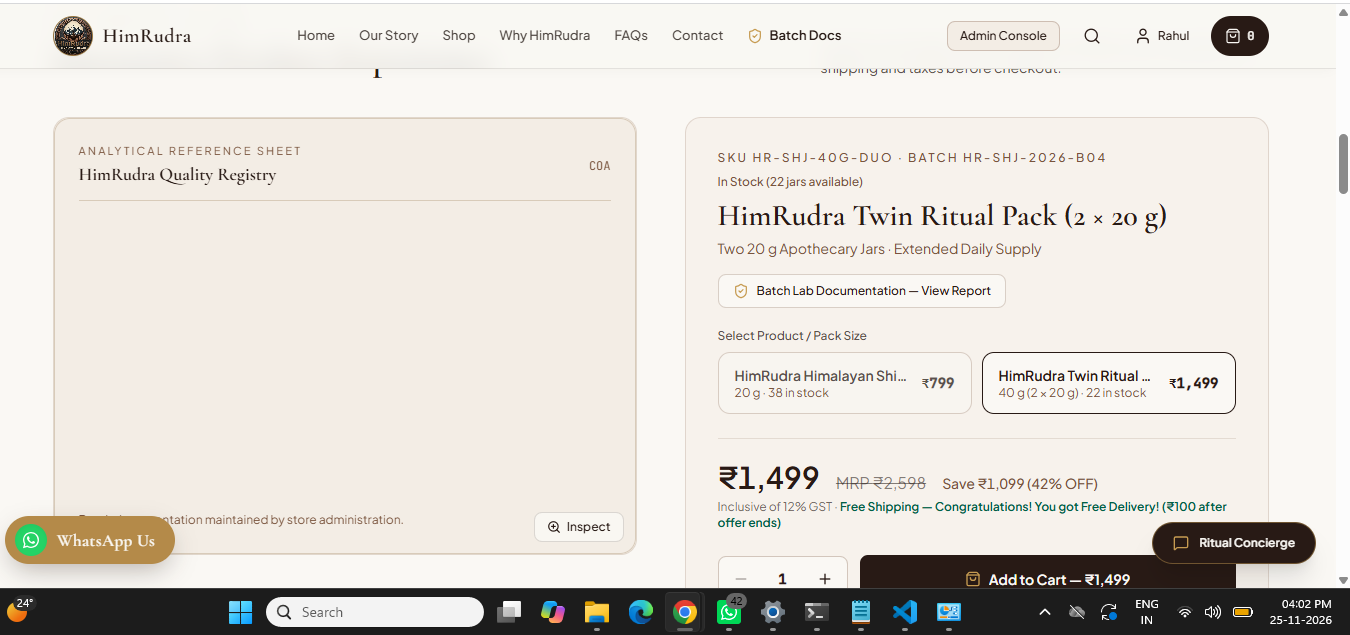 HimRudra
Home
Our Story
Shop
Why HimRudra
FAQs
Contact
Batch Docs
Admin Console
Rahul
0
shipping and taxes before checkout.
ANALYTICAL REFERENCE SHEET
HimRudra Quality Registry
COA
tation maintained by store administration.
Inspect
WhatsApp Us
SKU HR-SHJ-40G-DUO · BATCH HR-SHJ-2026-B04
In Stock (22 jars available)
HimRudra Twin Ritual Pack (2 × 20 g)
Two 20 g Apothecary Jars · Extended Daily Supply
Batch Lab Documentation — View Report
Select Product / Pack Size
HimRudra Himalayan Shi... ₹799
20 g · 38 in stock
HimRudra Twin Ritual ... ₹1,499
40 g (2 × 20 g) · 22 in stock
₹1,499 MRP ₹2,598 Save ₹1,099 (42% OFF)
Inclusive of 12% GST · Free Shipping — Congratulations! You got Free Delivery! (₹100 after
offer ends)
Ritual Concierge
− 1 +
Add to Cart — ₹1,499
24°
Search
42
ENG
IN
04:02 PM
25-11-2026